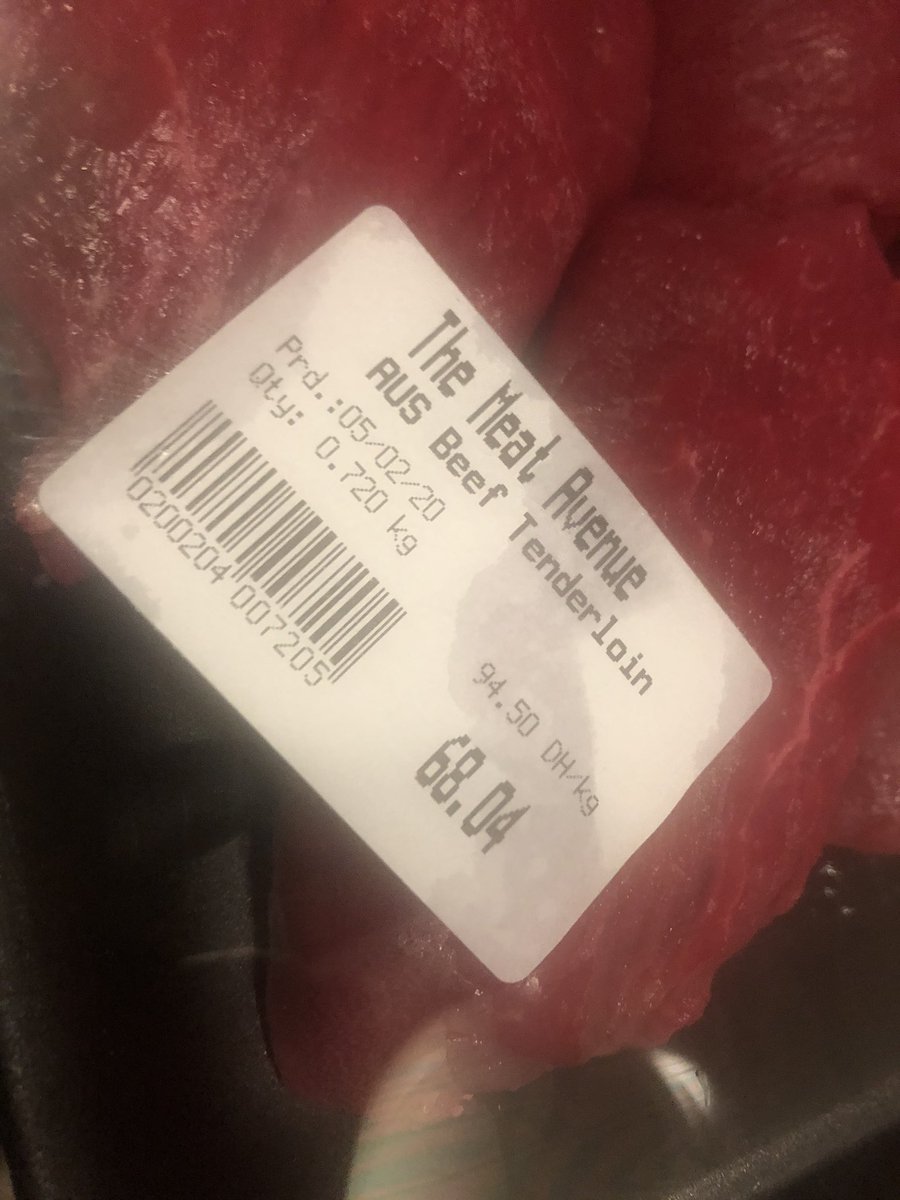 The Meat Avenue
AUS Beef Tenderloin
Prd.:05/02/20
Qty: 0.720 kg
94.50 DH/kg
68.04
0200204 007205